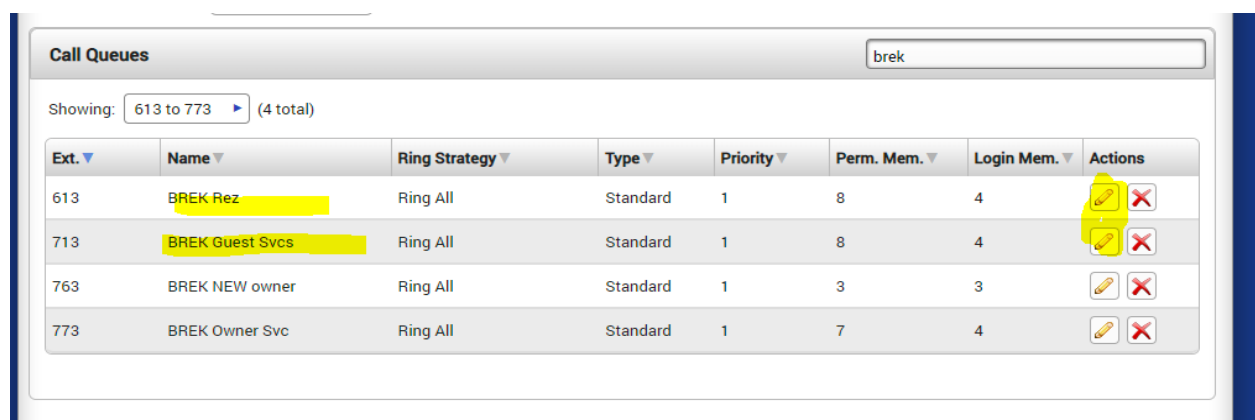 Call Queues brek
Showing: 613 to 773 (4 total)
Ext. Name Ring Strategy Type Priority Perm. Mem. Login Mem. Actions
613 BREK Rez Ring All Standard 1 8 4
713 BREK Guest Svcs Ring All Standard 1 8 4
763 BREK NEW owner Ring All Standard 1 3 3
773 BREK Owner Svc Ring All Standard 1 7 4